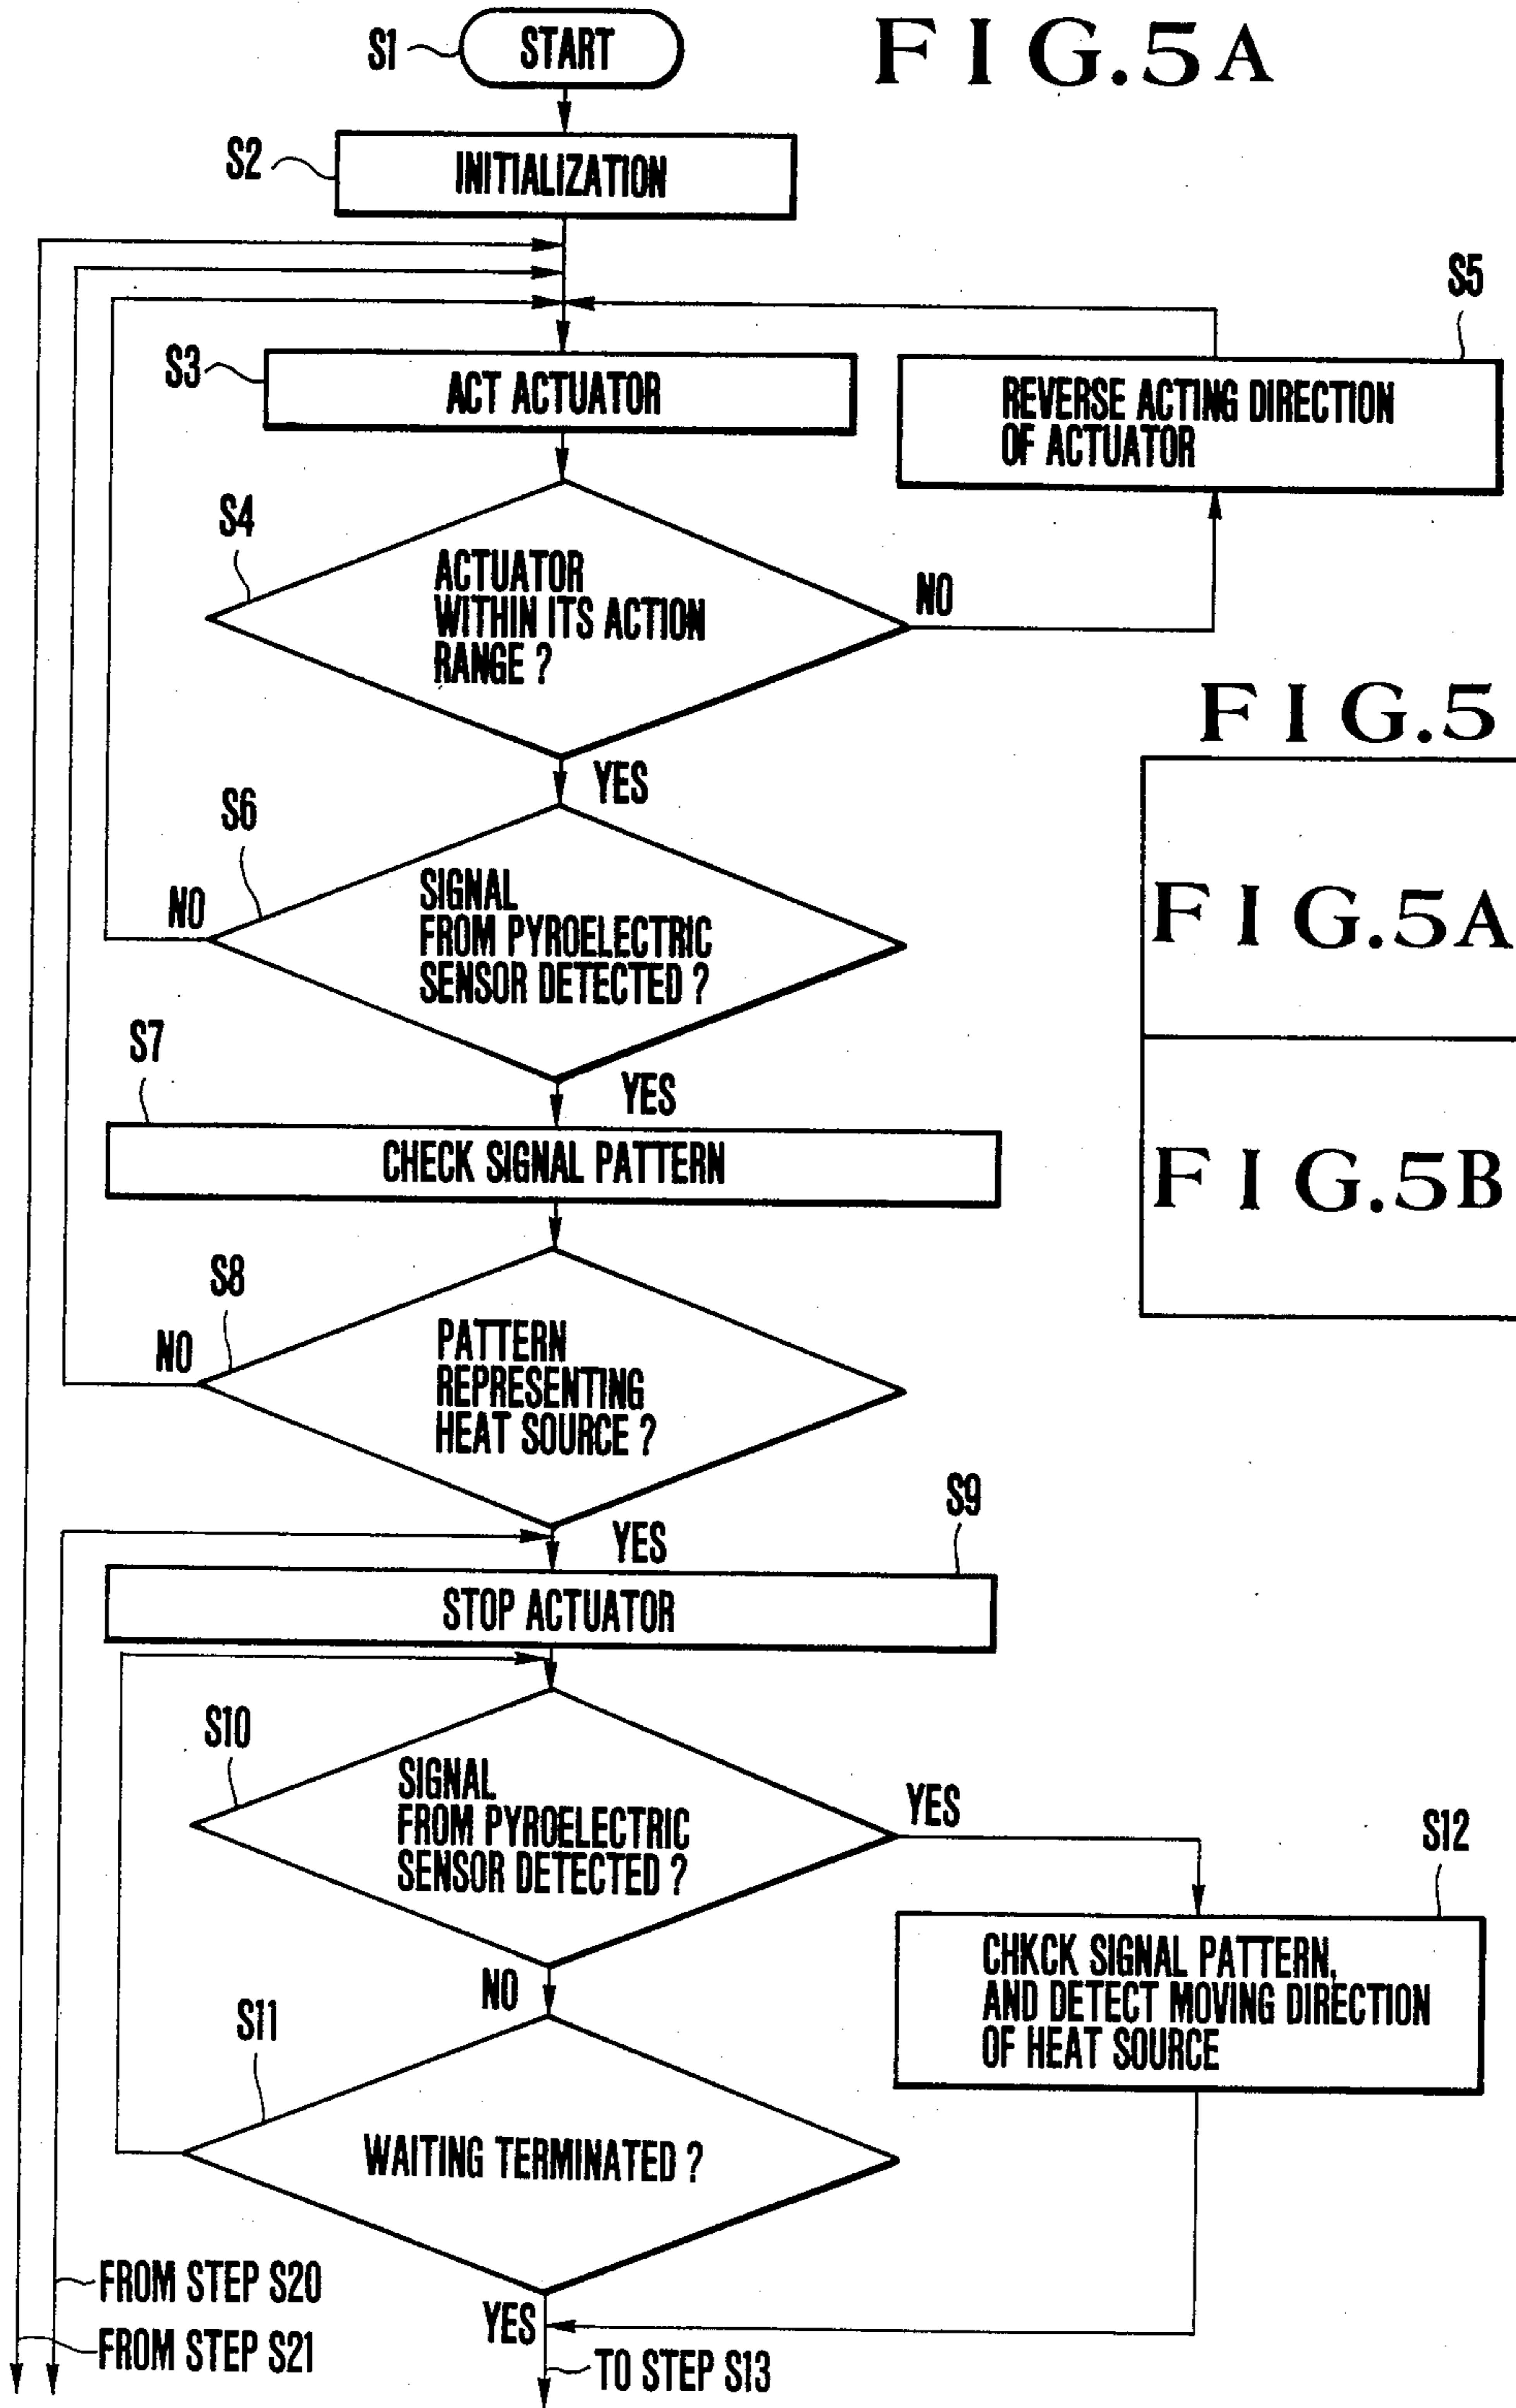 FIG.5A
S1
START
S2
INITIALIZATION
S3
ACT ACTUATOR
S5
REVERSE ACTING DIRECTION
OF ACTUATOR
S4
ACTUATOR
WITHIN ITS ACTION
RANGE ?
NO
YES
S6
SIGNAL
FROM PYROELECTRIC
SENSOR DETECTED ?
NO
YES
FIG.5
FIG.5A
FIG.5B
S7
CHECK SIGNAL PATTERN
S8
PATTERN
REPRESENTING
HEAT SOURCE ?
NO
YES
S9
STOP ACTUATOR
S10
SIGNAL
FROM PYROELECTRIC
SENSOR DETECTED ?
YES
NO
S12
CHKCK SIGNAL PATTERN,
AND DETECT MOVING DIRECTION
OF HEAT SOURCE
S11
WAITING TERMINATED ?
YES
FROM STEP S20
FROM STEP S21
TO STEP S13